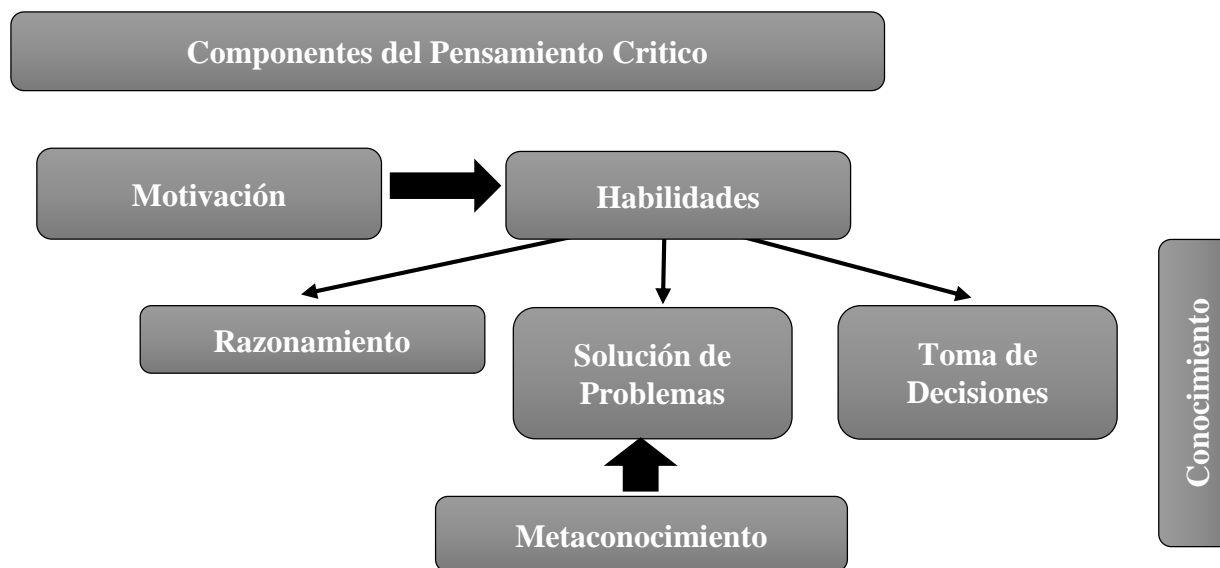 Componentes del Pensamiento Critico
Motivación
Habilidades
Razonamiento
Solución de
Problemas
Toma de
Decisiones
Conocimiento
Metaconocimiento